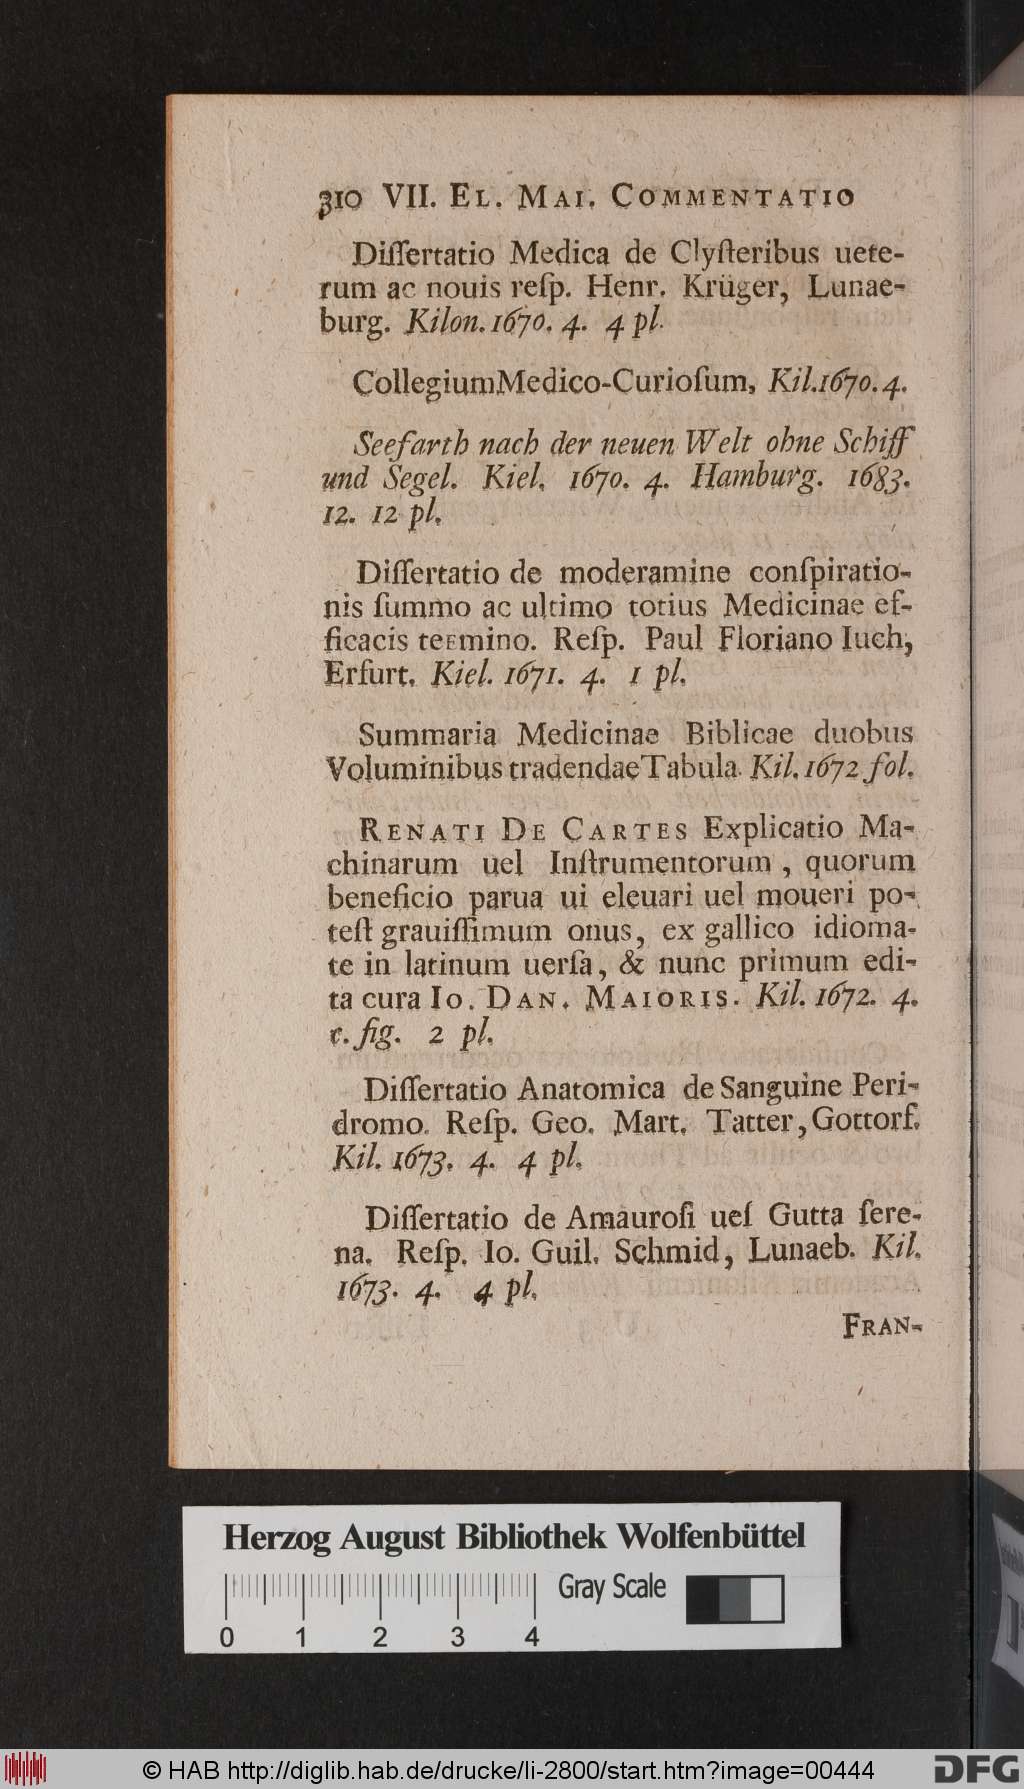 310 VII. EL. MAI. COMMENTATIO
Diſſertatio Medica de Clyſteribus uete-
rum ac nouis reſp. Henr. Krüger, Lunae-
burg. Kilon. 1670. 4. 4 pl.
CollegiumMedico-Curioſum, Kil.1670.4.
Seefarth nach der neuen Welt ohne Schiff
und Segel. Kiel. 1670. 4. Hamburg. 1683.
12. 12 pl.
Diſſertatio de moderamine conſpiratio-
nis ſummo ac ultimo totius Medicinae ef-
ficacis termino. Reſp. Paul Floriano Iuch,
Erfurt. Kiel. 1671. 4. 1 pl.
Summaria Medicinae Biblicae duobus
Voluminibus tradendae Tabula. Kil. 1672 fol.
RENATI DE CARTES Explicatio Ma-
chinarum uel Inſtrumentorum, quorum
beneficio parua ui eleuari uel moueri po-
teſt grauiſſimum onus, ex gallico idioma-
te in latinum uerſa, & nunc primum edi-
ta cura IO. DAN. MAIORIS. Kil. 1672. 4.
c. fig. 2 pl.
Diſſertatio Anatomica de Sanguine Peri-
dromo. Reſp. Geo. Mart. Tatter, Gottorf.
Kil. 1673. 4. 4 pl.
Diſſertatio de Amauroſi uel Gutta ſere-
na. Reſp. Io. Guil. Schmid, Lunaeb. Kil.
1673. 4. 4 pl.
FRAN-
Herzog August Bibliothek Wolfenbüttel
Gray Scale
0 1 2 3 4
© HAB http://diglib.hab.de/drucke/li-2800/start.htm?image=00444
DFG